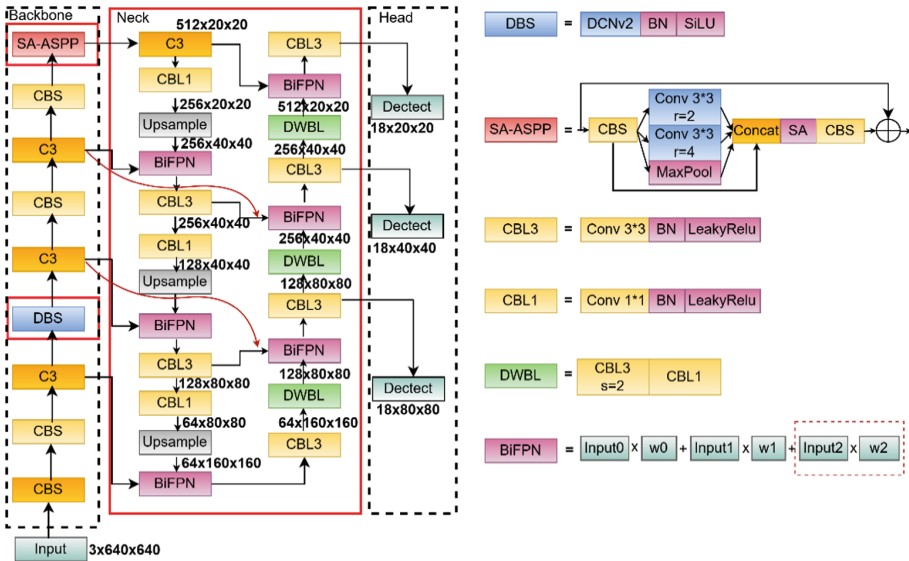 Backbone
SA-ASPP
CBS
C3
CBS
C3
DBS
C3
CBS
CBS
Input
3x640x640
Neck
512x20x20
C3
CBL1
256x20x20
Upsample
256x40x40
BiFPN
CBL3
256x40x40
CBL1
128x40x40
Upsample
BiFPN
CBL3
128x80x80
CBL1
64x80x80
Upsample
64x160x160
BiFPN
CBL3
BiFPN
512x20x20
DWBL
256x40x40
CBL3
BiFPN
256x40x40
DWBL
128x80x80
CBL3
BiFPN
128x80x80
DWBL
64x160x160
CBL3
Head
Dectect
18x20x20
Dectect
18x40x40
Dectect
18x80x80
DBS = DCNv2 BN SiLU
SA-ASPP = CBS
Conv 3*3
r=2
Conv 3*3
r=4
MaxPool
Concat SA CBS
CBL3 = Conv 3*3 BN LeakyRelu
CBL1 = Conv 1*1 BN LeakyRelu
DWBL = CBL3
s=2
CBL1
BiFPN = Input0 x w0 + Input1 x w1 + Input2 x w2